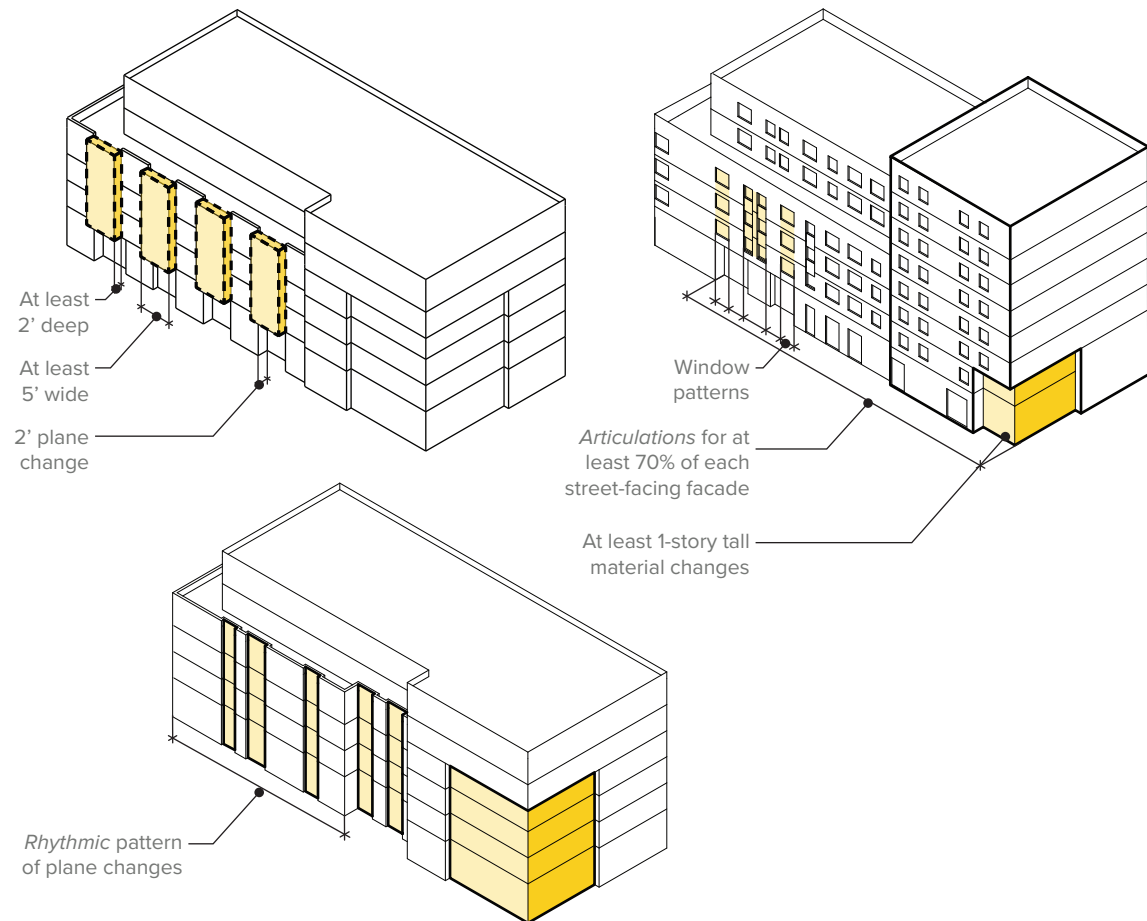 At least
2’ deep
At least
5’ wide
2’ plane
change
Window
patterns
Articulations for at
least 70% of each
street-facing facade
At least 1-story tall
material changes
Rhythmic pattern
of plane changes